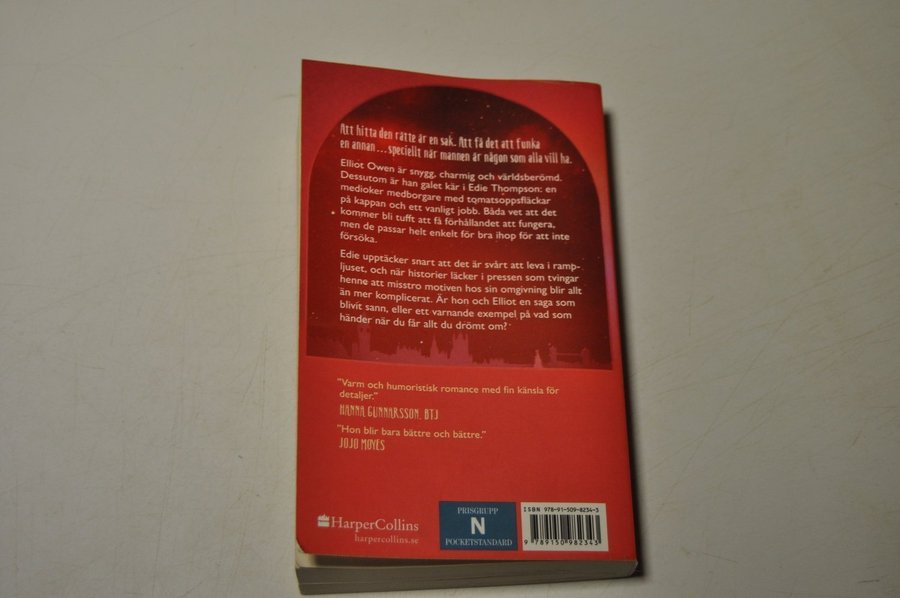 Att hitta den rätte är en sak. Att få det att funka
en annan ... speciellt när mannen är någon som alla vill ha.
Elliot Owen är snygg, charmig och världsberömd.
Dessutom är han galet kär i Edie Thompson: en
medioker medborgare med tomatsoppsfläckar
på kappan och ett vanligt jobb. Båda vet att det
kommer bli tufft att få förhållandet att fungera,
men de passar helt enkelt för bra ihop för att inte
försöka.
Edie upptäcker snart att det är svårt att leva i ramp-
ljuset, och när historier läcker i pressen som tvingar
henne att misstro motiven hos sin omgivning blir allt
än mer komplicerat. Är hon och Elliot en saga som
blivit sann, eller ett varnande exempel på vad som
händer när du får allt du drömt om?
"Varm och humoristisk romance med fin känsla för
detaljer."
HANNA GUNNARSSON, BTJ
"Hon blir bara bättre och bättre."
JOJO MOYES
HarperCollins
harpercollins.se
PRISGRUPP
N
POCKETSTANDARD
ISBN 978-91-509-8234-3
9 789150 982343